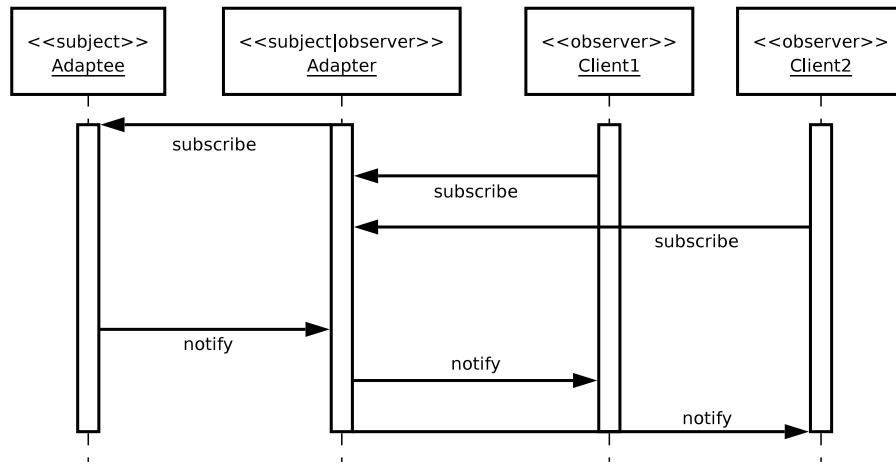 <<subject>>
Adaptee
<<subject|observer>>
Adapter
<<observer>>
Client1
<<observer>>
Client2
subscribe
subscribe
subscribe
notify
notify
notify